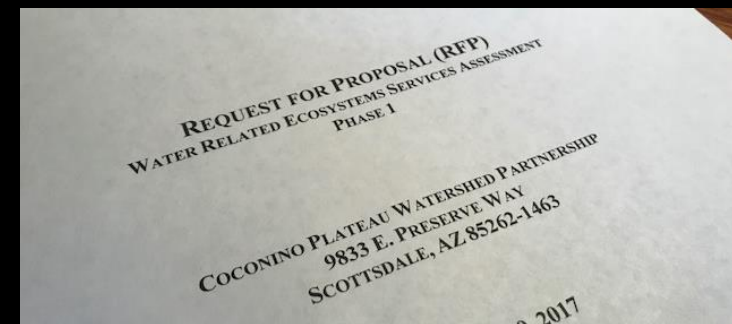 REQUEST FOR PROPOSAL (RFP)
WATER RELATED ECOSYSTEMS SERVICES ASSESSMENT
PHASE 1
COCONINO PLATEAU WATERSHED PARTNERSHIP
9833 E. PRESERVE WAY
SCOTTSDALE, AZ 85262-1463
2017